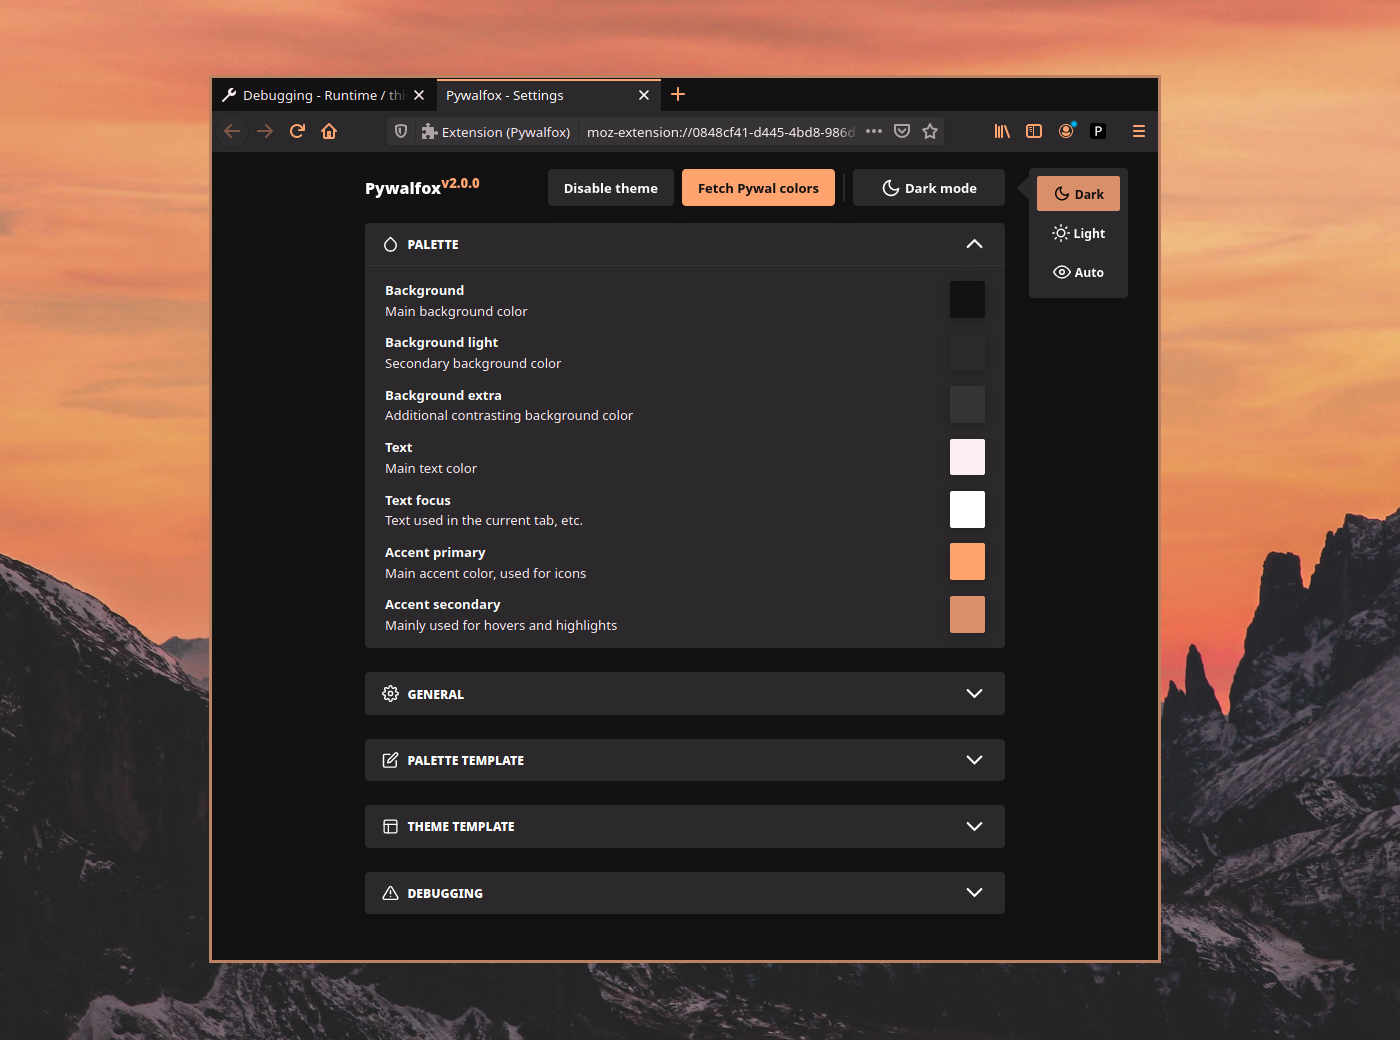 Debugging - Runtime / thi
Pywalfox - Settings
Extension (Pywalfox)
moz-extension://0848cf41-d445-4bd8-986d-
P
Pywalfox v2.0.0
Disable theme
Fetch Pywal colors
Dark mode
Dark
Light
Auto
PALETTE
Background
Main background color
Background light
Secondary background color
Background extra
Additional contrasting background color
Text
Main text color
Text focus
Text used in the current tab, etc.
Accent primary
Main accent color, used for icons
Accent secondary
Mainly used for hovers and highlights
GENERAL
PALETTE TEMPLATE
THEME TEMPLATE
DEBUGGING